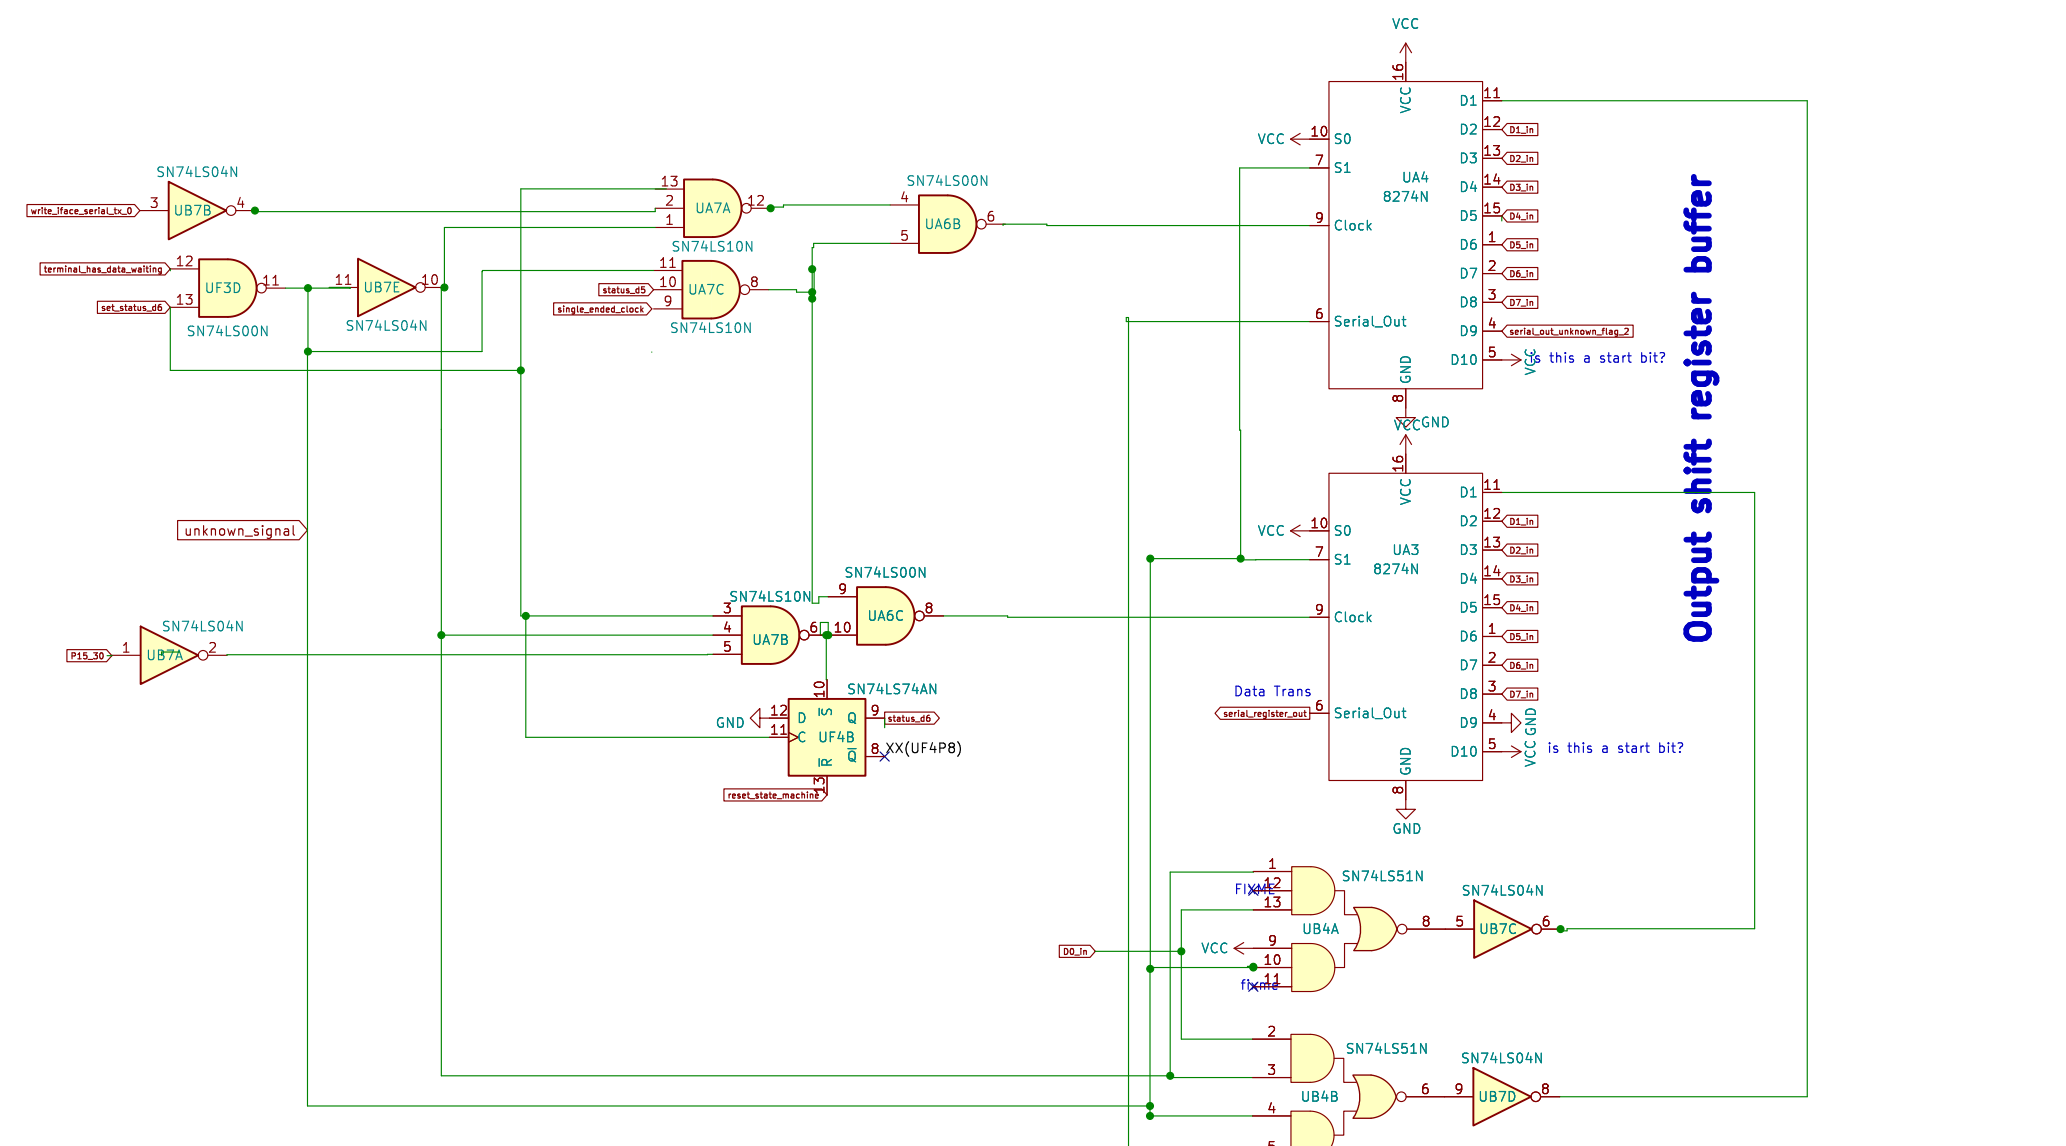 VCC
16
VCC
D1 11
D2 12 D1_in
VCC 10 S0
D3 13 D2_in
7 S1
UA4
8274N
D4 14 D3_in
D5 15 D4_in
9 Clock
D6 1 D5_in
D7 2 D6_in
D8 3 D7_in
6 Serial_Out
D9 4 serial_out_unknown_flag_2
D10 5 VCC
is this a start bit?
GND
8
GND
Output shift register buffer
SN74LS04N
write_iface_serial_tx_0 3 UB7B 4
terminal_has_data_waiting 12
set_status_d6 13
UF3D 11
SN74LS00N
11 UB7E 10
SN74LS04N
13
2
1
UA7A 12
SN74LS10N
11
status_d5 10
single_ended_clock 9
UA7C 8
SN74LS10N
SN74LS00N
4
5
UA6B 6
unknown_signal
VCC
16
VCC
D1 11
D2 12 D1_in
VCC 10 S0
D3 13 D2_in
7 S1
UA3
8274N
D4 14 D3_in
D5 15 D4_in
9 Clock
D6 1 D5_in
D7 2 D6_in
D8 3 D7_in
Data Trans
serial_register_out 6 Serial_Out
D9 4 GND
D10 5 VCC
is this a start bit?
GND
8
GND
SN74LS04N
P15_30 1 UB7A 2
SN74LS10N
3
4
5
UA7B 6
SN74LS00N
9
10
UA6C 8
SN74LS74AN
10
S
GND 12 D
Q 9 status_d6
11 C
UF4B
Q 8 XX(UF4P8)
R
13
reset_state_machine
1
FIXME 12
13
SN74LS51N
UB4A
8
VCC 9
10
fixme 11
D0_in
SN74LS04N
5 UB7C 6
2
3
SN74LS51N
UB4B
6
4
5
SN74LS04N
9 UB7D 8